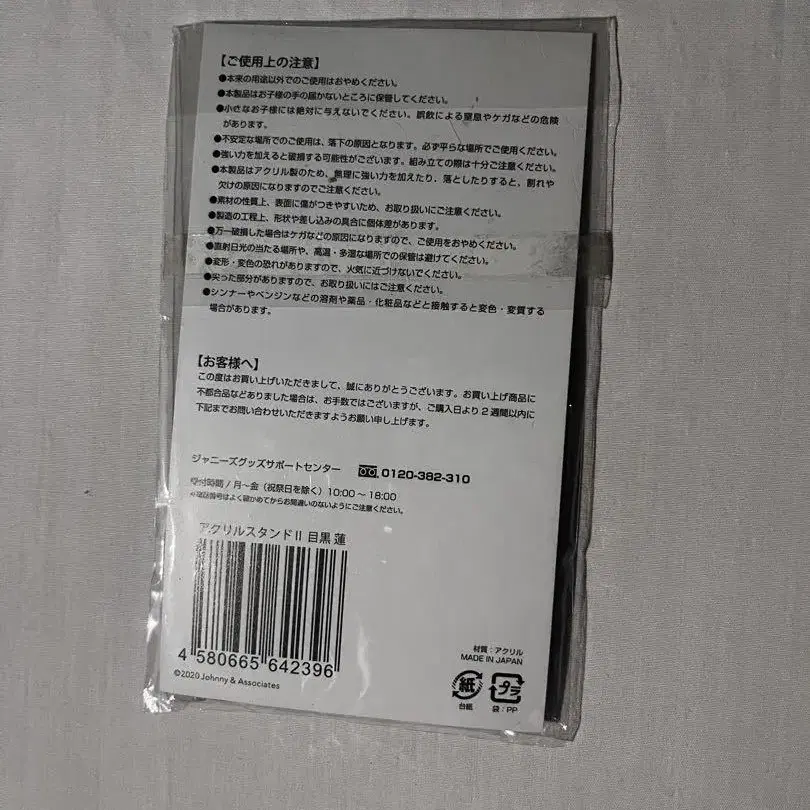 【ご使用上の注意】
●本来の用途以外でのご使用はおやめください。
●本製品はお子様の手の届かないところに保管してください。
●小さなお子様には絶対に与えないでください。誤飲による窒息やケガなどの危険
があります。
●不安定な場所でのご使用は、落下の原因となります。必ず平らな場所でご使用ください。
●強い力を加えると破損する可能性がございます。組み立ての際は十分ご注意ください。
●本製品はアクリル製のため、無理に強い力を加えたり、落としたりすると、割れや
欠けの原因になりますのでご注意ください。
●素材の性質上、表面に傷がつきやすいため、お取り扱いにご注意ください。
●製造の工程上、形状や差し込みの具合に個体差があります。
●万一破損した場合はケガなどの原因になりますので、ご使用をおやめください。
●直射日光の当たる場所や、高温・多湿な場所での保管は避けてください。
●変形・変色の恐れがありますので、火気に近づけないでください。
●尖った部分がありますので、お取り扱いにはご注意ください。
●シンナーやベンジンなどの溶剤や薬品・化粧品などと接触すると変色・変質する
場合があります。
【お客様へ】
この度はお買い上げいただきまして、誠にありがとうございます。お買い上げ商品に
不都合品などありました場合は、お手数ではございますが、ご購入日より2週間以内に
下記までお問い合わせいただきますようお願い申し上げます。
ジャニーズグッズサポートセンター 0120-382-310
受付時間 / 月〜金（祝祭日を除く）10:00〜18:00
※電話番号はよく確かめてからお間違いのないようにご注意ください。
アクリルスタンドⅡ 目黒 蓮
4 580665 642396
©2020 Johnny & Associates
材質：アクリル
MADE IN JAPAN
紙
台紙
プラ
袋：PP